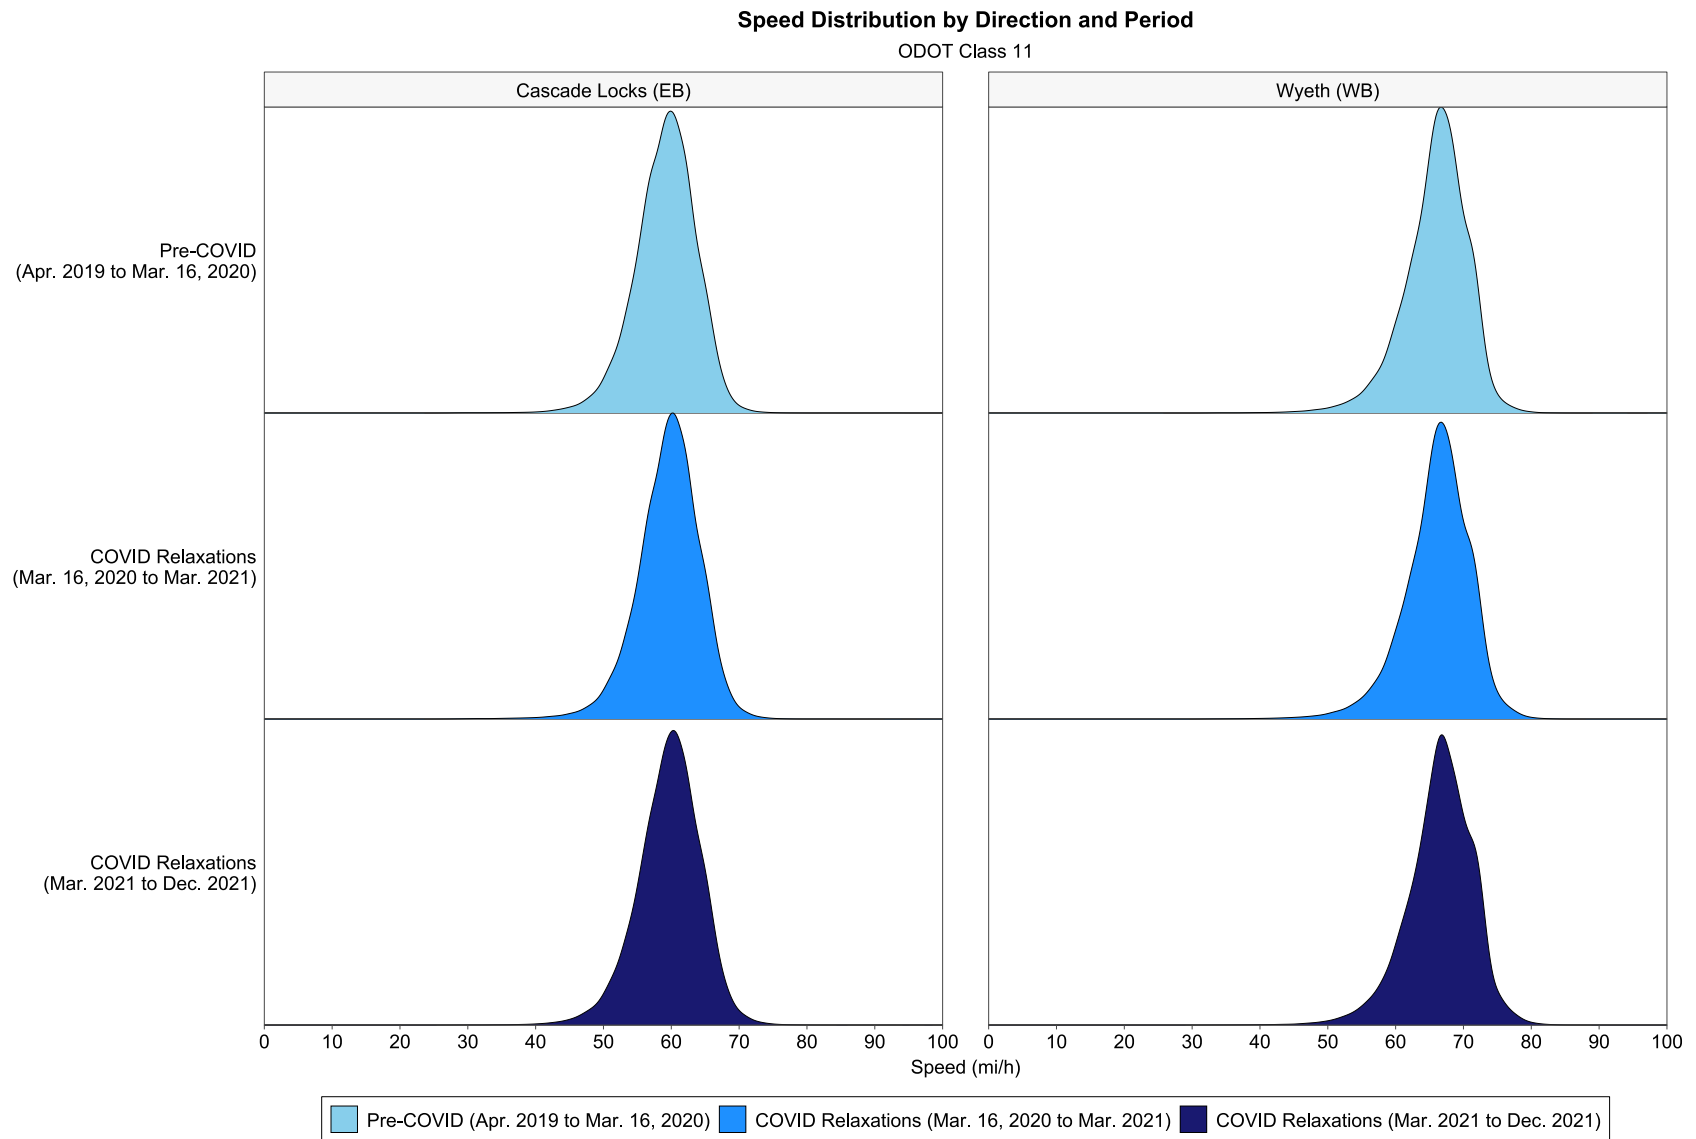 Speed Distribution by Direction and Period
ODOT Class 11
Cascade Locks (EB)
Wyeth (WB)
Pre-COVID
(Apr. 2019 to Mar. 16, 2020)
COVID Relaxations
(Mar. 16, 2020 to Mar. 2021)
COVID Relaxations
(Mar. 2021 to Dec. 2021)
0 10 20 30 40 50 60 70 80 90 100
0 10 20 30 40 50 60 70 80 90 100
Speed (mi/h)
Pre-COVID (Apr. 2019 to Mar. 16, 2020) COVID Relaxations (Mar. 16, 2020 to Mar. 2021) COVID Relaxations (Mar. 2021 to Dec. 2021)